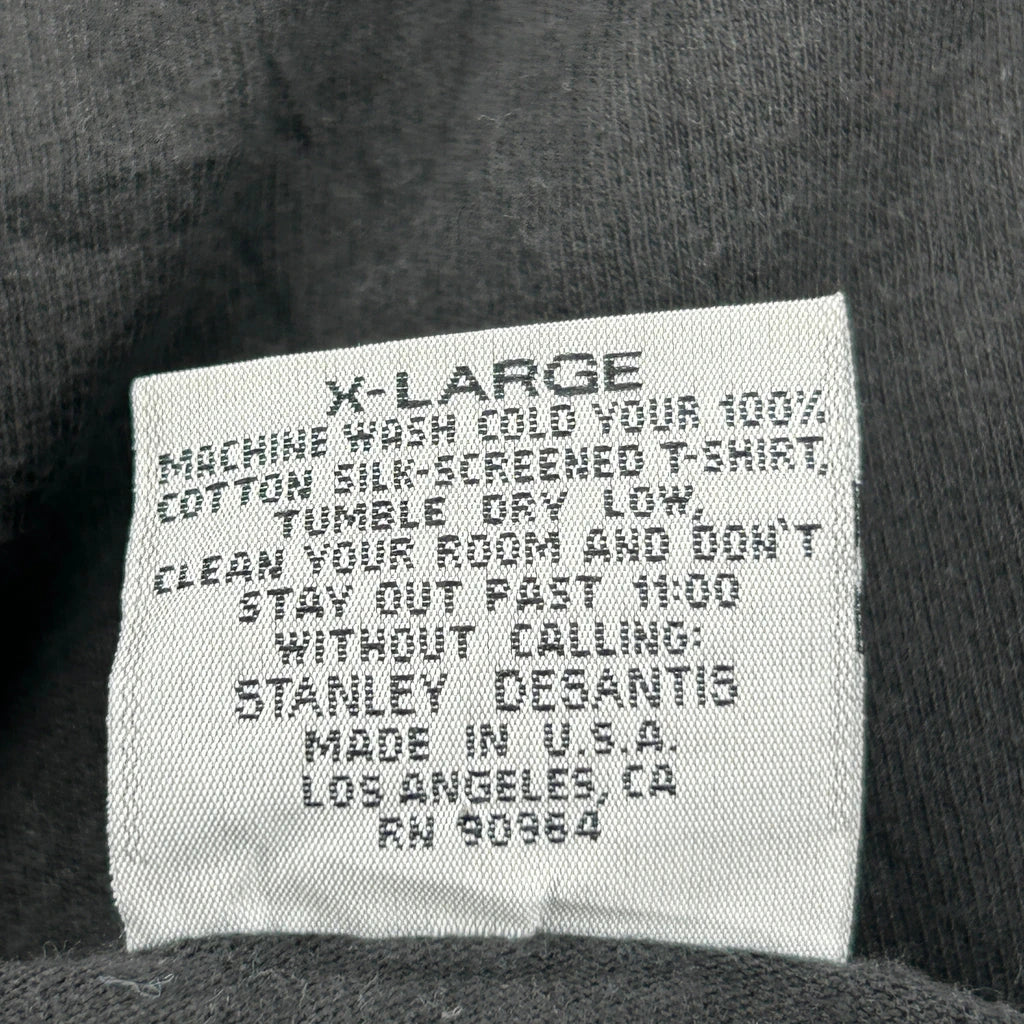 X-LARGE
MACHINE WASH COLD YOUR 100%
COTTON SILK-SCREENED T-SHIRT,
TUMBLE DRY LOW,
CLEAN YOUR ROOM AND DON'T
STAY OUT PAST 11:00
WITHOUT CALLING:
STANLEY DESANTIS
MADE IN U.S.A.
LOS ANGELES, CA
RN 90984